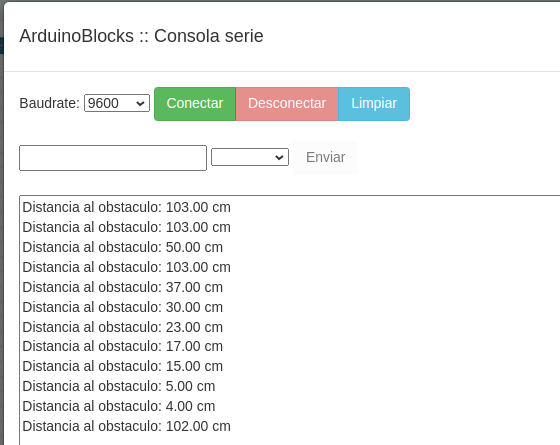 ArduinoBlocks :: Consola serie
Baudrate: 9600 Conectar Desconectar Limpiar
Enviar
Distancia al obstaculo: 103.00 cm
Distancia al obstaculo: 103.00 cm
Distancia al obstaculo: 50.00 cm
Distancia al obstaculo: 103.00 cm
Distancia al obstaculo: 37.00 cm
Distancia al obstaculo: 30.00 cm
Distancia al obstaculo: 23.00 cm
Distancia al obstaculo: 17.00 cm
Distancia al obstaculo: 15.00 cm
Distancia al obstaculo: 5.00 cm
Distancia al obstaculo: 4.00 cm
Distancia al obstaculo: 102.00 cm